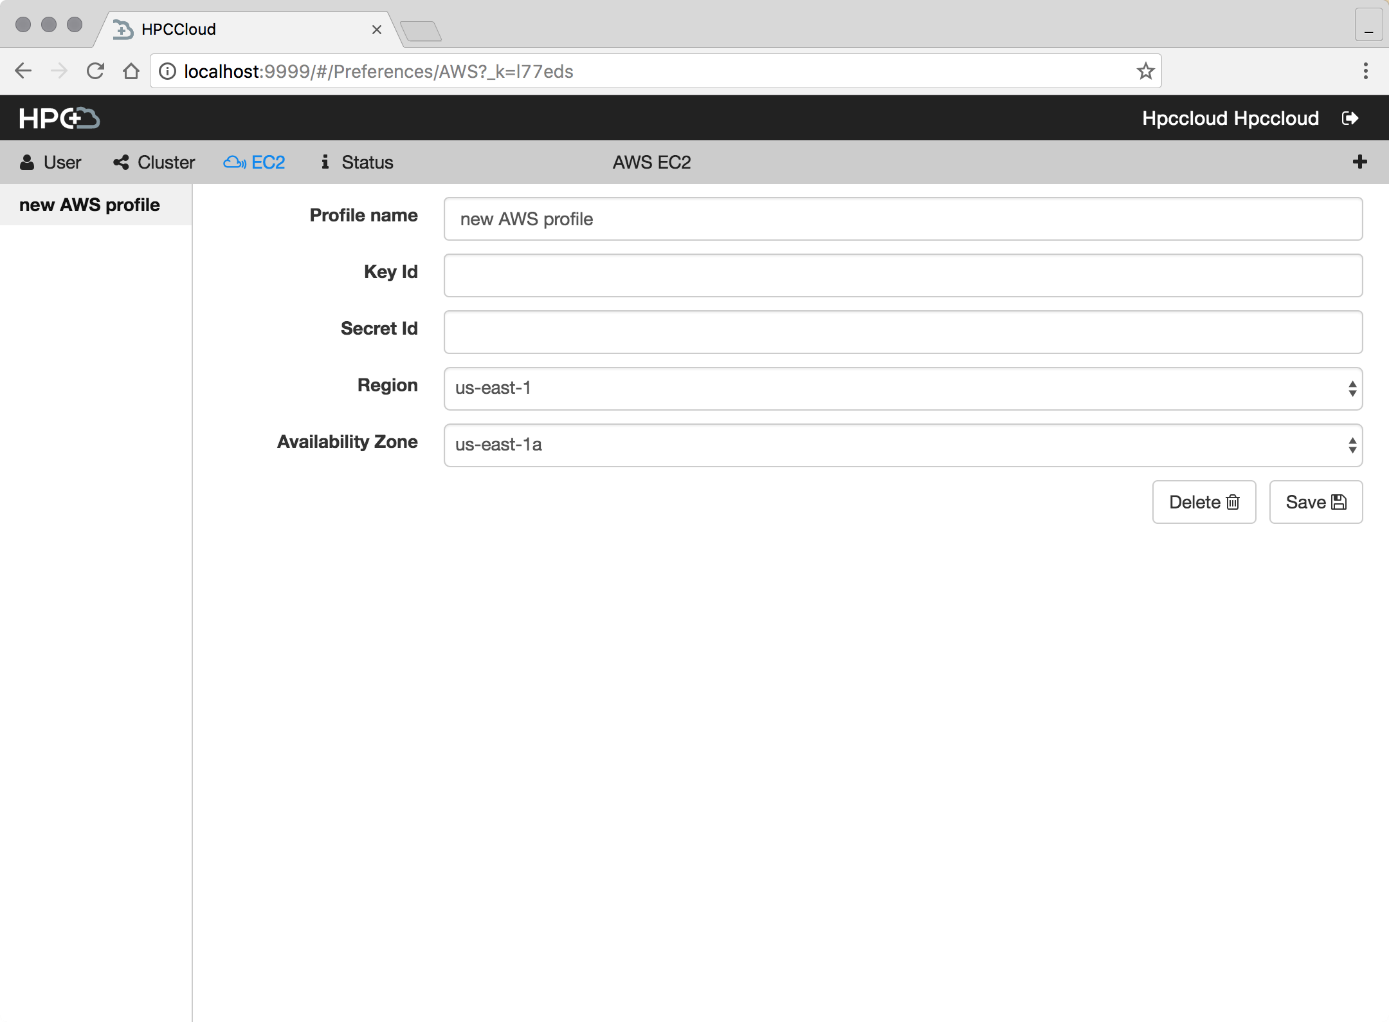 HPCCloud
localhost:9999/#/Preferences/AWS?_k=l77eds
HPC
Hpccloud Hpccloud
User Cluster EC2 Status AWS EC2
new AWS profile
Profile name new AWS profile
Key Id
Secret Id
Region us-east-1
Availability Zone us-east-1a
Delete Save